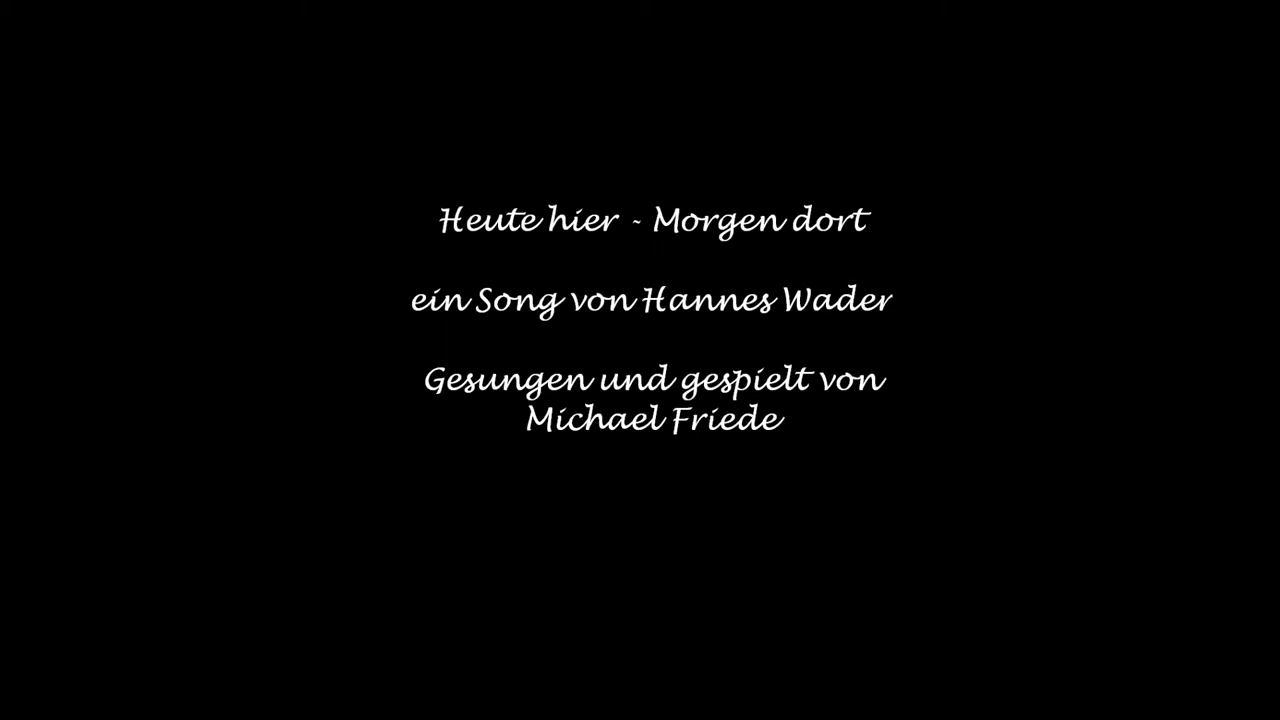 Heute hier - Morgen dort
ein Song von Hannes Wader
Gesungen und gespielt von
Michael Friede